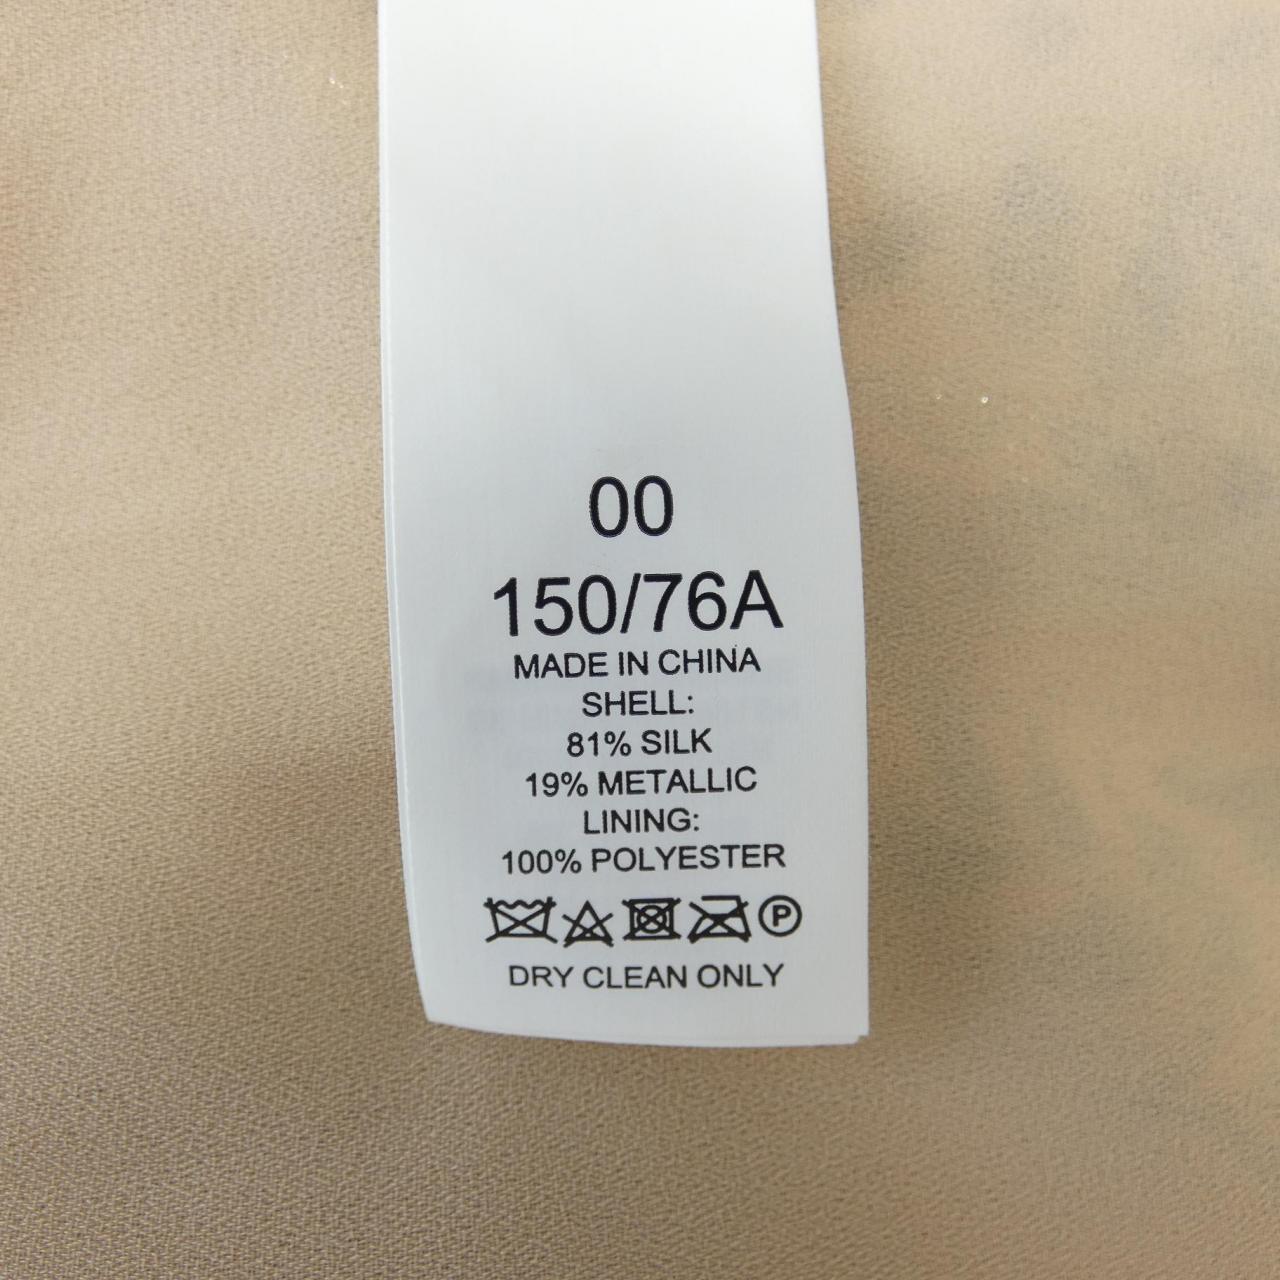 00
150/76A
MADE IN CHINA
SHELL:
81% SILK
19% METALLIC
LINING:
100% POLYESTER
P
DRY CLEAN ONLY